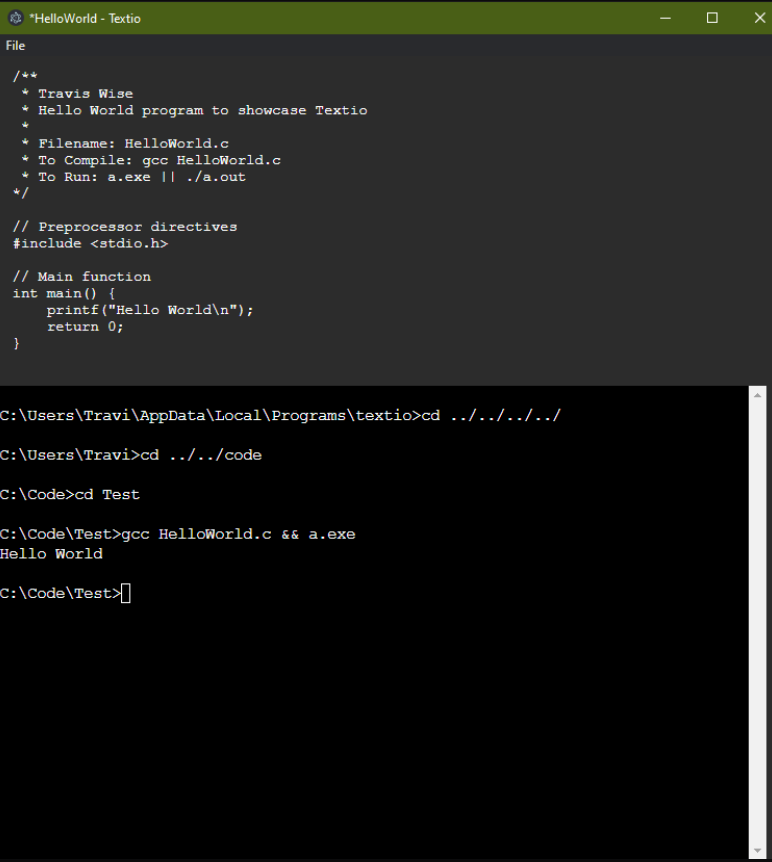 *HelloWorld - Textio
File
/**
 * Travis Wise
 * Hello World program to showcase Textio
 *
 * Filename: HelloWorld.c
 * To Compile: gcc HelloWorld.c
 * To Run: a.exe || ./a.out
*/
// Preprocessor directives
#include <stdio.h>
// Main function
int main() {
    printf("Hello World\n");
    return 0;
}
C:\Users\Travi\AppData\Local\Programs\textio>cd ../../../../
C:\Users\Travi>cd ../../code
C:\Code>cd Test
C:\Code\Test>gcc HelloWorld.c && a.exe
Hello World
C:\Code\Test>